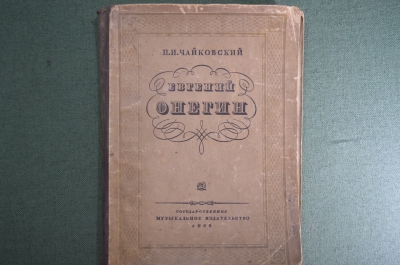 П.И.ЧАЙКОВСКИЙ
ЕВГЕНИЙ
ОНЕГИН
ГОСУДАРСТВЕННОЕ
МУЗЫКАЛЬНОЕ ИЗДАТЕЛЬСТВО